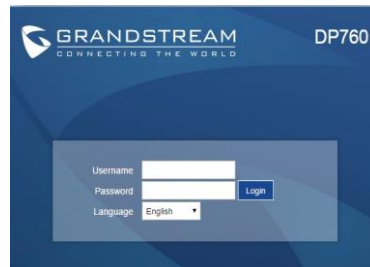 GRANDSTREAM
CONNECTING THE WORLD
DP760
Username
Password
Login
Language
English